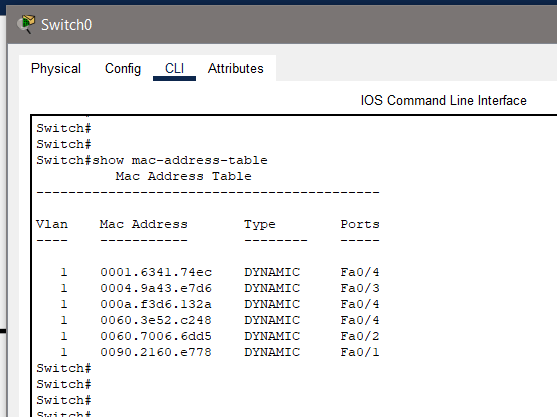 Switch0
Physical Config CLI Attributes
IOS Command Line Interface
Switch#
Switch#
Switch#show mac-address-table
Mac Address Table
-------------------------------------------
Vlan Mac Address Type Ports
---- ----------- -------- -----
1 0001.6341.74ec DYNAMIC Fa0/4
1 0004.9a43.e7d6 DYNAMIC Fa0/3
1 000a.f3d6.132a DYNAMIC Fa0/4
1 0060.3e52.c248 DYNAMIC Fa0/4
1 0060.7006.6dd5 DYNAMIC Fa0/2
1 0090.2160.e778 DYNAMIC Fa0/1
Switch#
Switch#
Switch#
Switch#